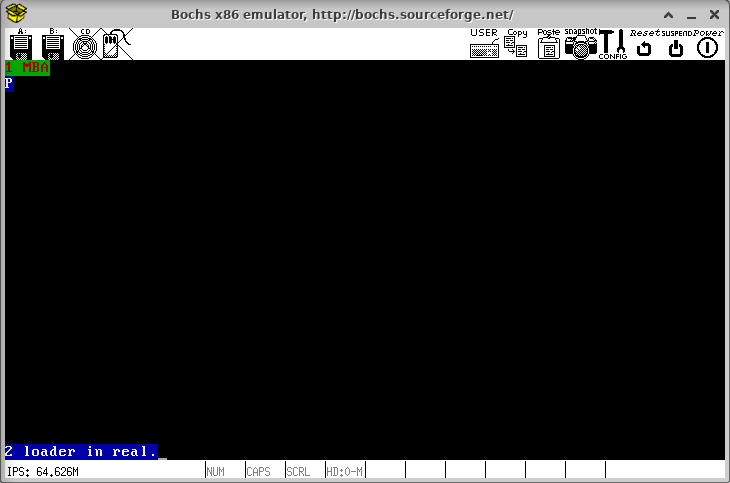 Bochs x86 emulator, http://bochs.sourceforge.net/
A: B: CD USER Copy Paste snapshot CONFIG Reset SUSPEND Power
1 MBA
P
2 loader in real._
IPS: 64.626M NUM CAPS SCRL HD:0-M